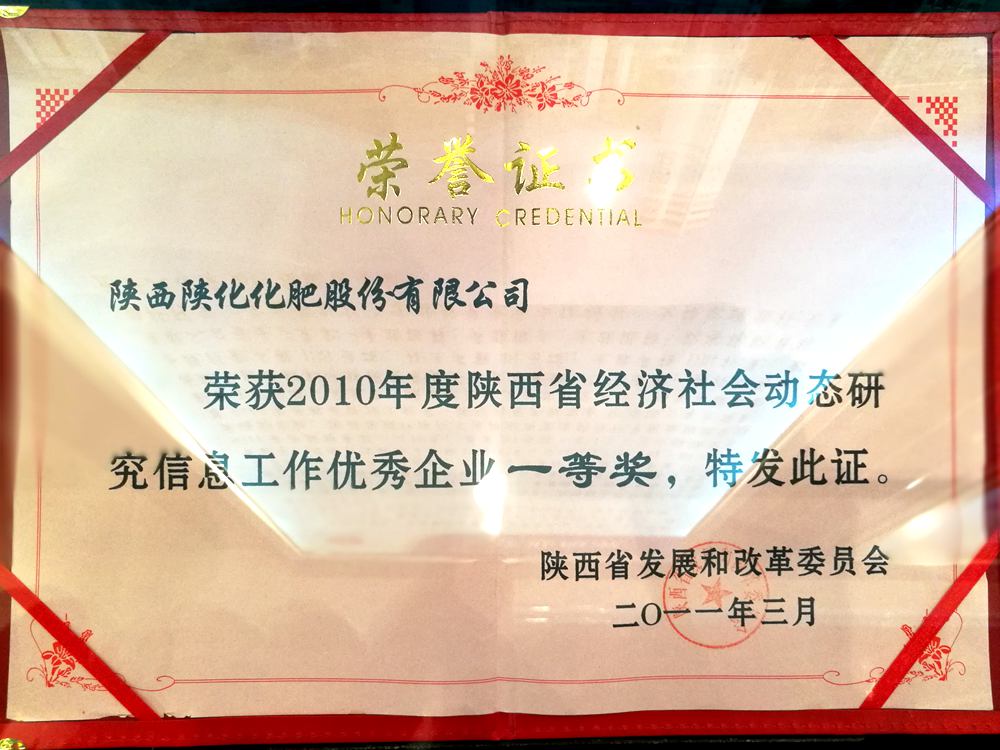 荣誉证书
HONORARY CREDENTIAL
陕西陕化化肥股份有限公司
荣获2010年度陕西省经济社会动态研
究信息工作优秀企业一等奖，特发此证。
陕西省发展和改革委员会
二〇一一年三月